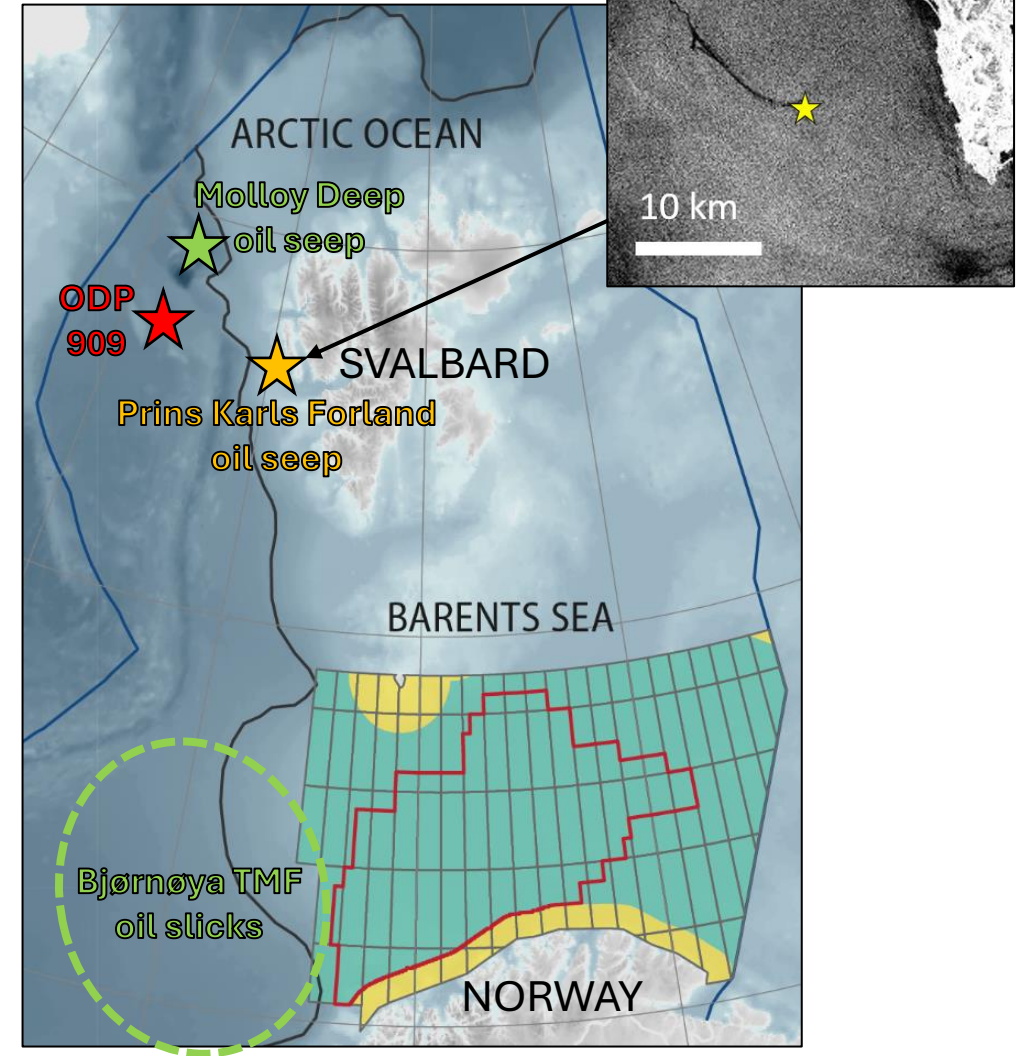 ARCTIC OCEAN
10 km
Molloy Deep
oil seep
ODP
909
SVALBARD
Prins Karls Forland
oil seep
BARENTS SEA
Bjørnøya TMF
oil slicks
NORWAY